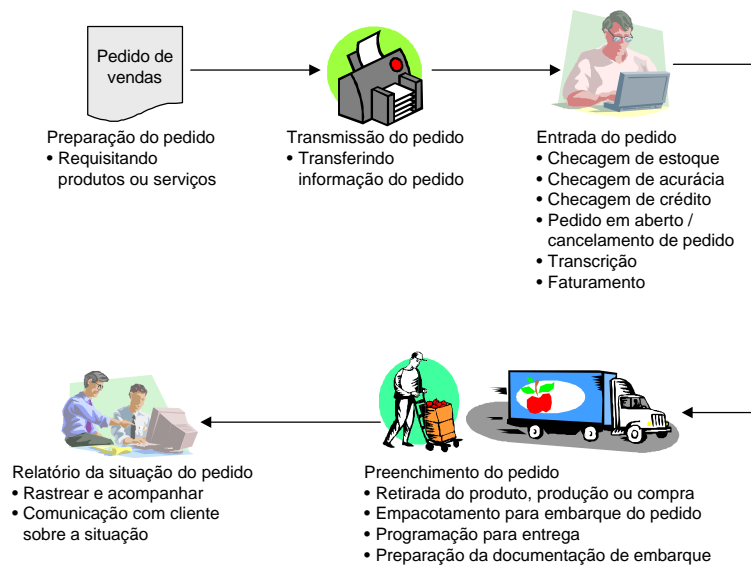 Pedido de
vendas
Preparação do pedido
• Requisitando
produtos ou serviços
Transmissão do pedido
• Transferindo
informação do pedido
Entrada do pedido
• Checagem de estoque
• Checagem de acurácia
• Checagem de crédito
• Pedido em aberto /
cancelamento de pedido
• Transcrição
• Faturamento
Relatório da situação do pedido
• Rastrear e acompanhar
• Comunicação com cliente
sobre a situação
Preenchimento do pedido
• Retirada do produto, produção ou compra
• Empacotamento para embarque do pedido
• Programação para entrega
• Preparação da documentação de embarque